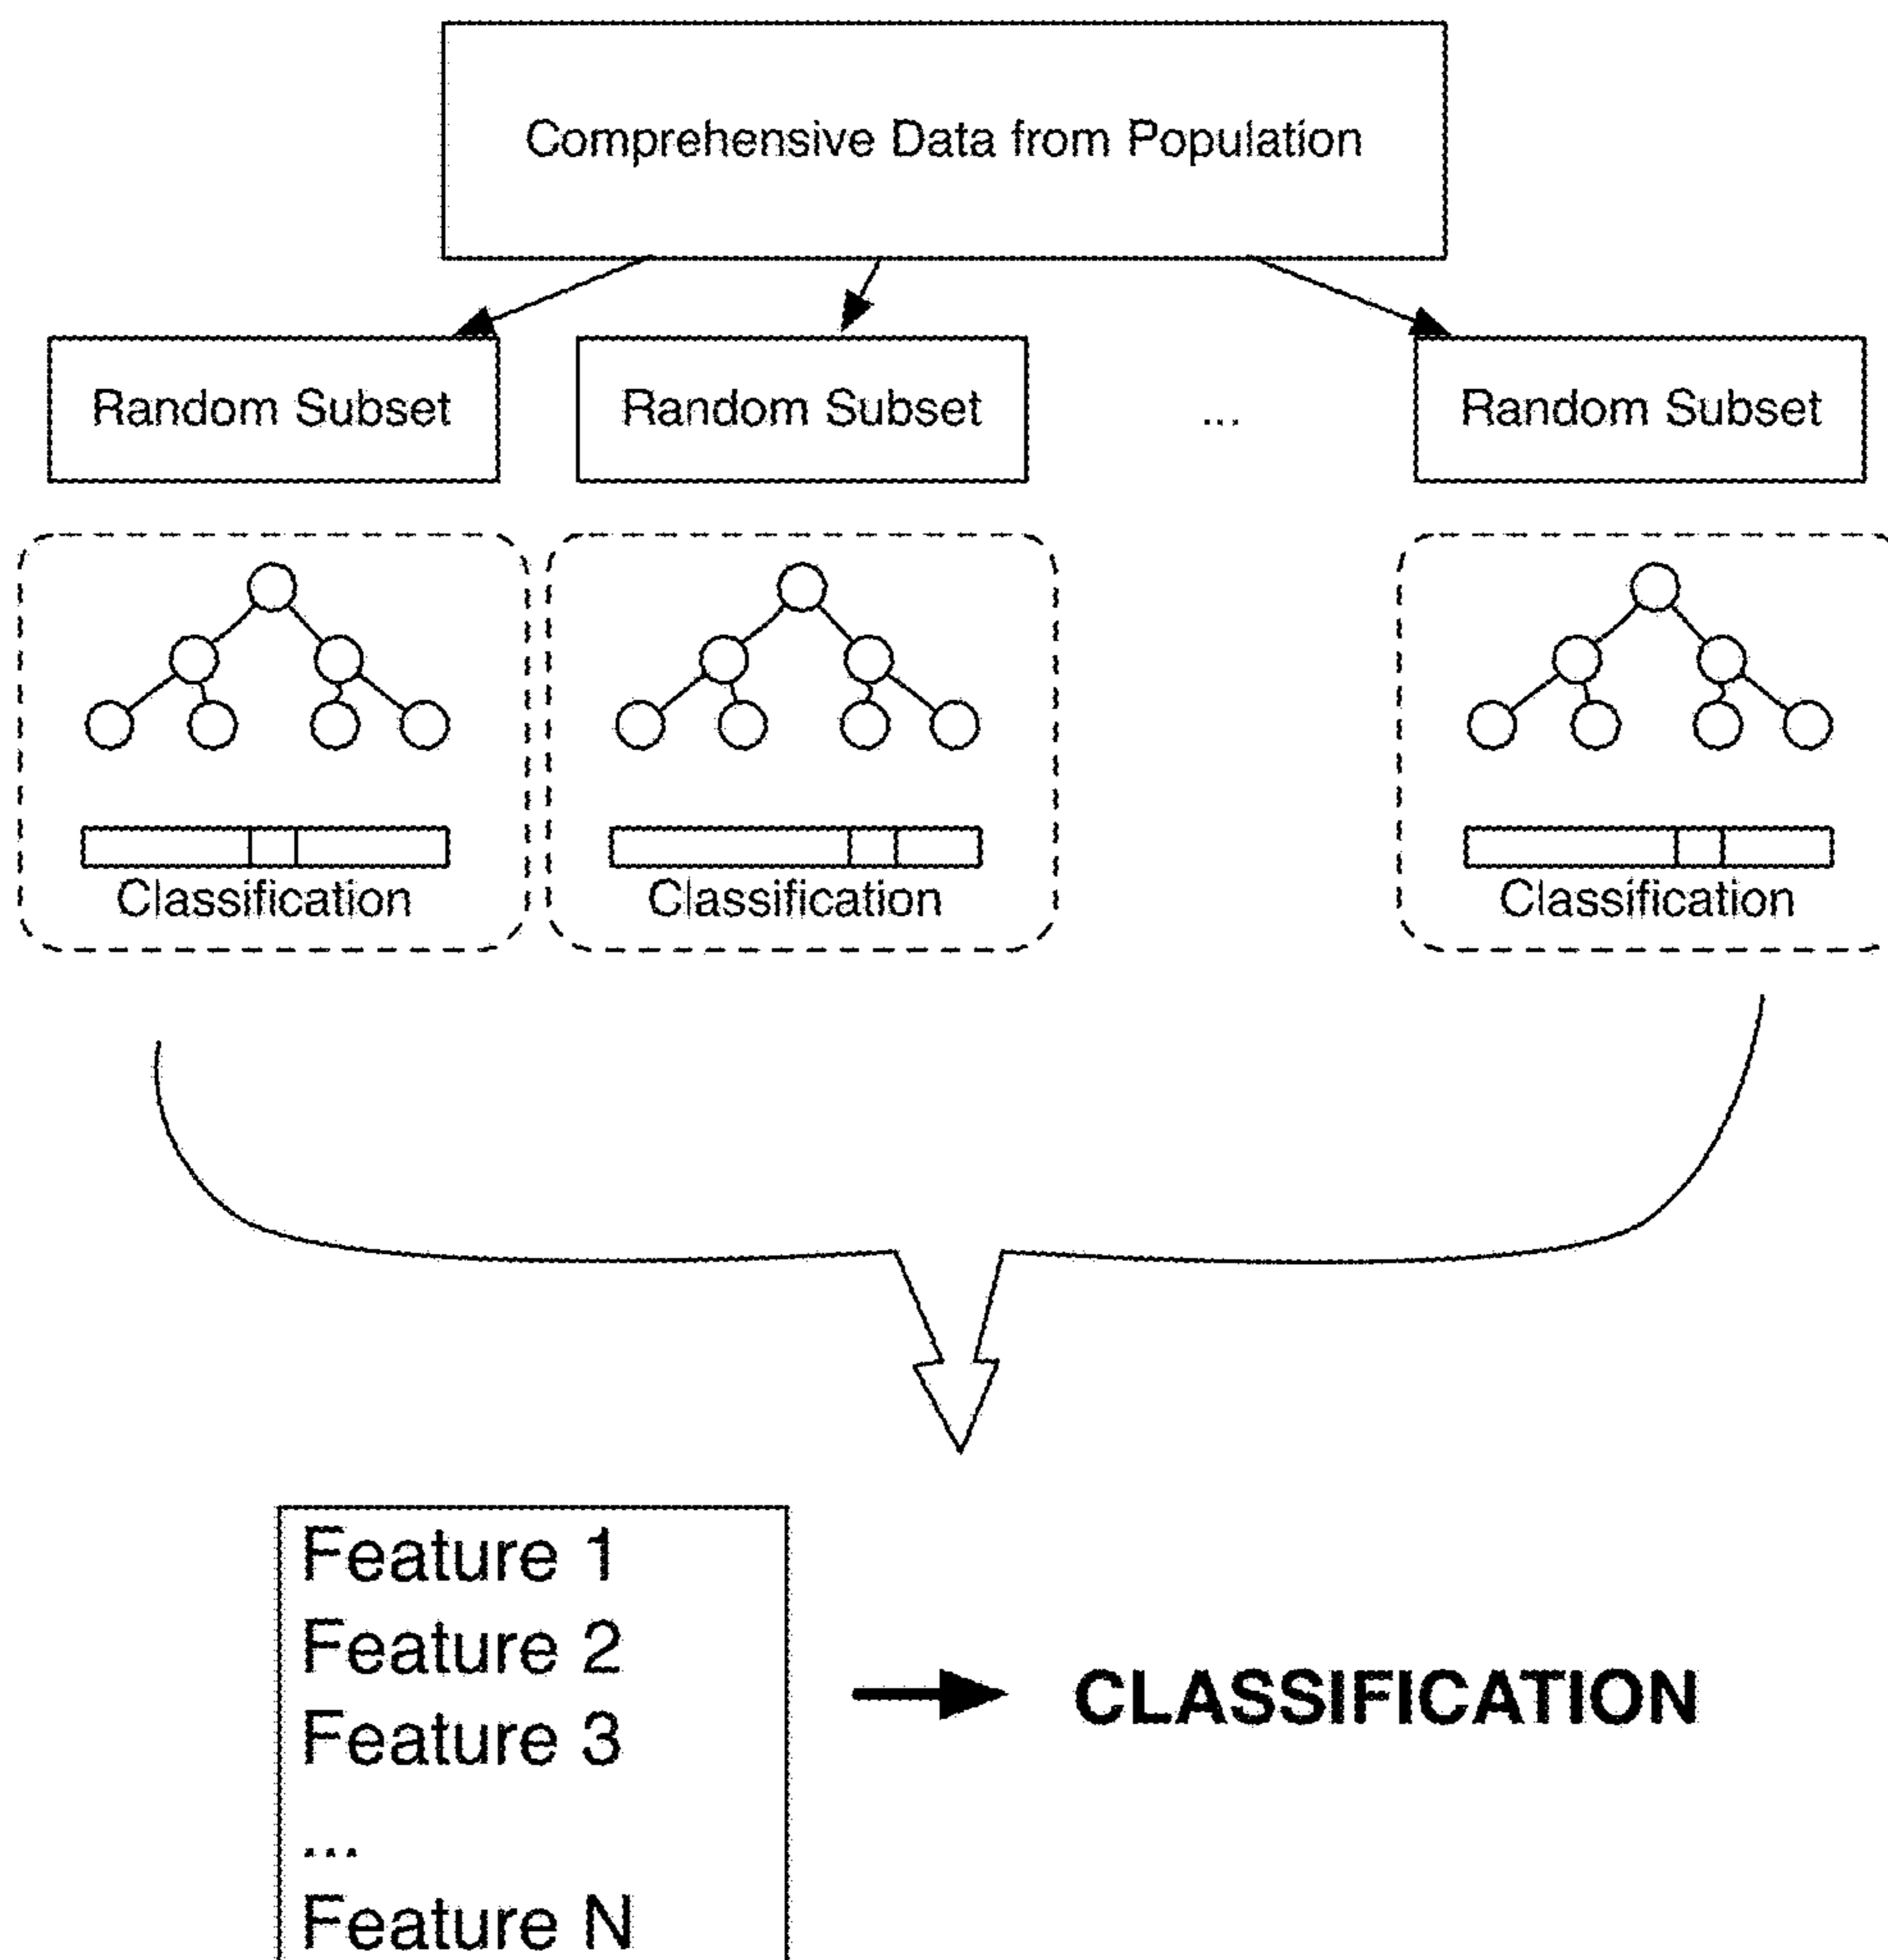 Comprehensive Data from Population
Random Subset
Random Subset
...
Random Subset
Classification
Classification
Classification
Feature 1
Feature 2
Feature 3
...
Feature N
CLASSIFICATION